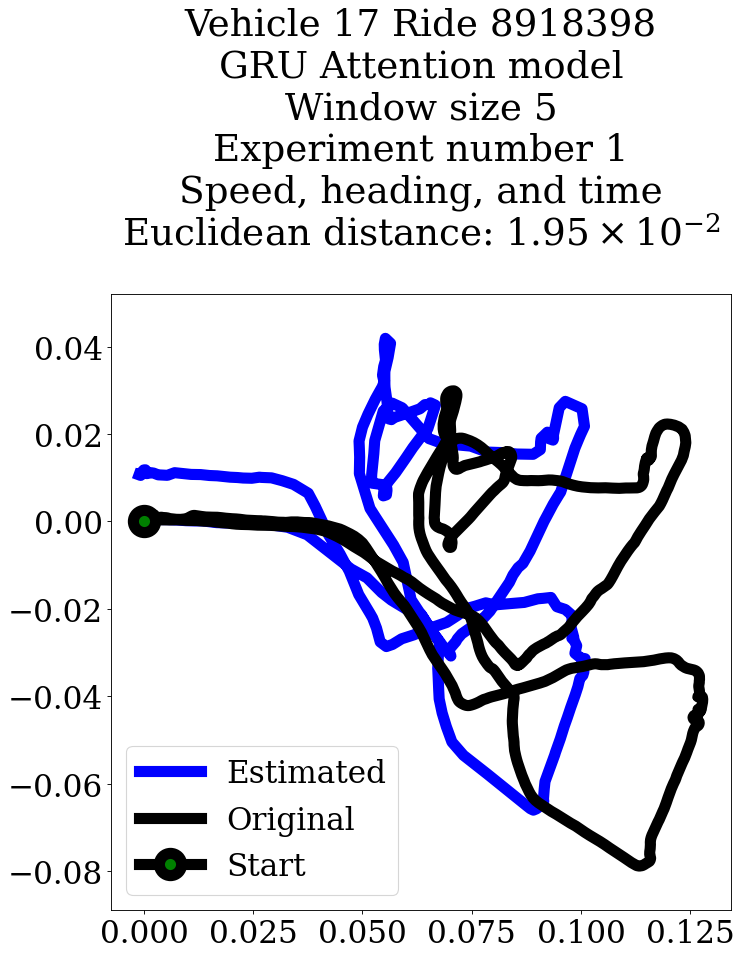 Vehicle 17 Ride 8918398
GRU Attention model
Window size 5
Experiment number 1
Speed, heading, and time
Euclidean distance: 1.95 × 10⁻²
0.04
0.02
0.00
−0.02
−0.04
−0.06
−0.08
Estimated
Original
Start
0.000 0.025 0.050 0.075 0.100 0.125